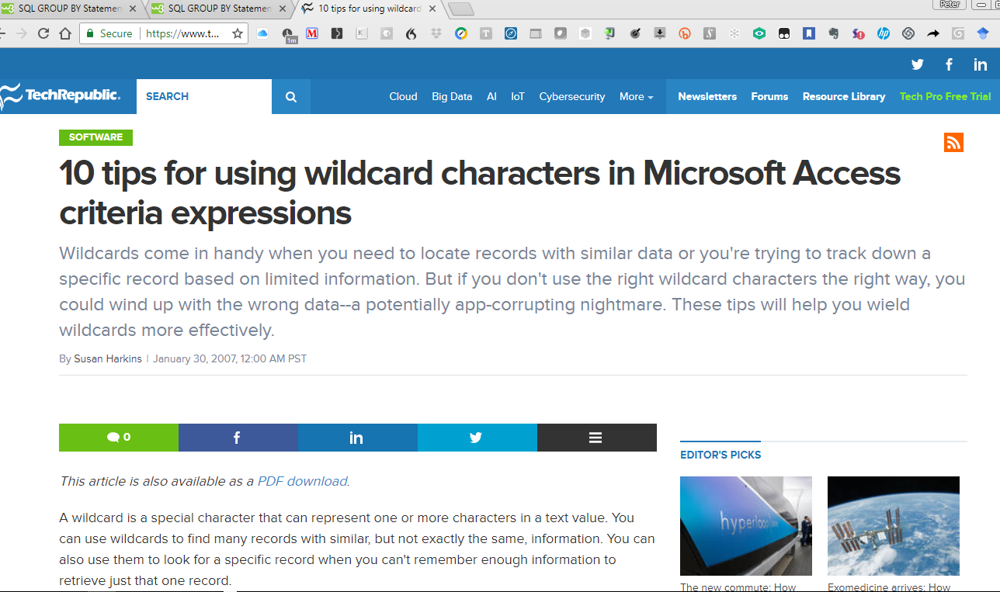 SQL GROUP BY Statemen
SQL GROUP BY Statemen
10 tips for using wildcard
Peter
Secure
https://www.t...
1m
TechRepublic.
SEARCH
Cloud Big Data AI IoT Cybersecurity More
Newsletters Forums Resource Library Tech Pro Free Trial
SOFTWARE
10 tips for using wildcard characters in Microsoft Access
criteria expressions
Wildcards come in handy when you need to locate records with similar data or you're trying to track down a
specific record based on limited information. But if you don't use the right wildcard characters the right way, you
could wind up with the wrong data--a potentially app-corrupting nightmare. These tips will help you wield
wildcards more effectively.
By Susan Harkins | January 30, 2007, 12:00 AM PST
0
This article is also available as a PDF download.
A wildcard is a special character that can represent one or more characters in a text value. You
can use wildcards to find many records with similar, but not exactly the same, information. You can
also use them to look for a specific record when you can't remember enough information to
retrieve just that one record.
EDITOR'S PICKS
hyperloop
The new commute: How
Exomedicine arrives: How